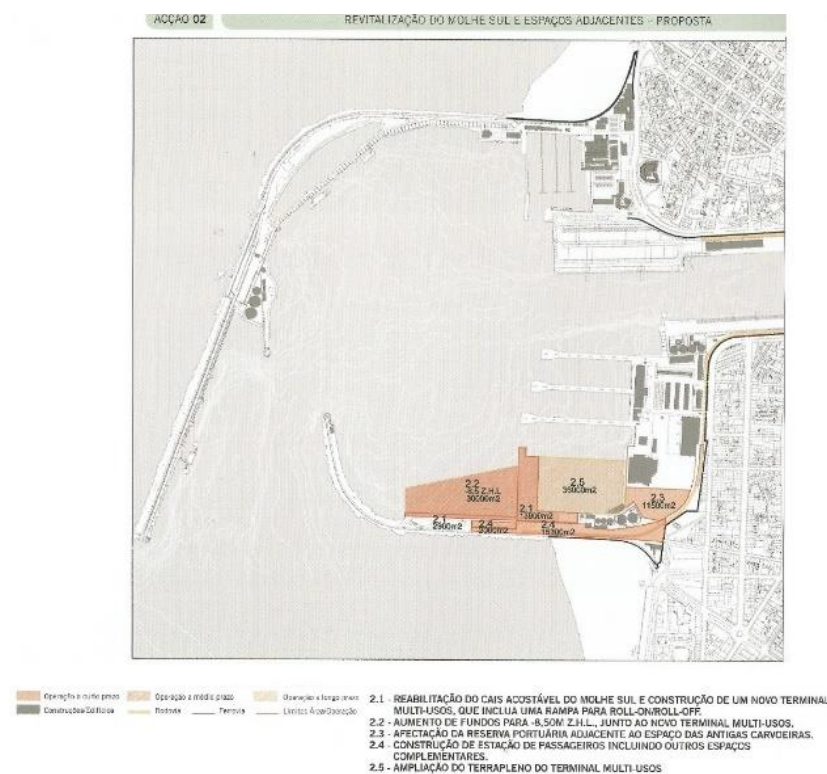 ACÇÃO 02
REVITALIZAÇÃO DO MOLHE SUL E ESPAÇOS ADJACENTES - PROPOSTA
2.2
-8,5 Z.H.L
30000m2
2.5
35000m2
2.3
11500m2
2.1
13000m2
2.1
2900m2
2.4
2.4
Operação a curto prazo
Operação a médio prazo
Operação a longo prazo
Construções/Edifícios
Rodovia
Ferrovia
Limites Área/Operação
2.1 - REABILITAÇÃO DO CAIS ACOSTÁVEL DO MOLHE SUL E CONSTRUÇÃO DE UM NOVO TERMINAL
MULTI-USOS, QUE INCLUA UMA RAMPA PARA ROLL-ON/ROLL-OFF.
2.2 - AUMENTO DE FUNDOS PARA -8,50M Z.H.L., JUNTO AO NOVO TERMINAL MULTI-USOS.
2.3 - AFECTAÇÃO DA RESERVA PORTUÁRIA ADJACENTE AO ESPAÇO DAS ANTIGAS CARVOEIRAS.
2.4 - CONSTRUÇÃO DE ESTAÇÃO DE PASSAGEIROS INCLUINDO OUTROS ESPAÇOS
COMPLEMENTARES.
2.5 - AMPLIAÇÃO DO TERRAPLENO DO TERMINAL MULTI-USOS